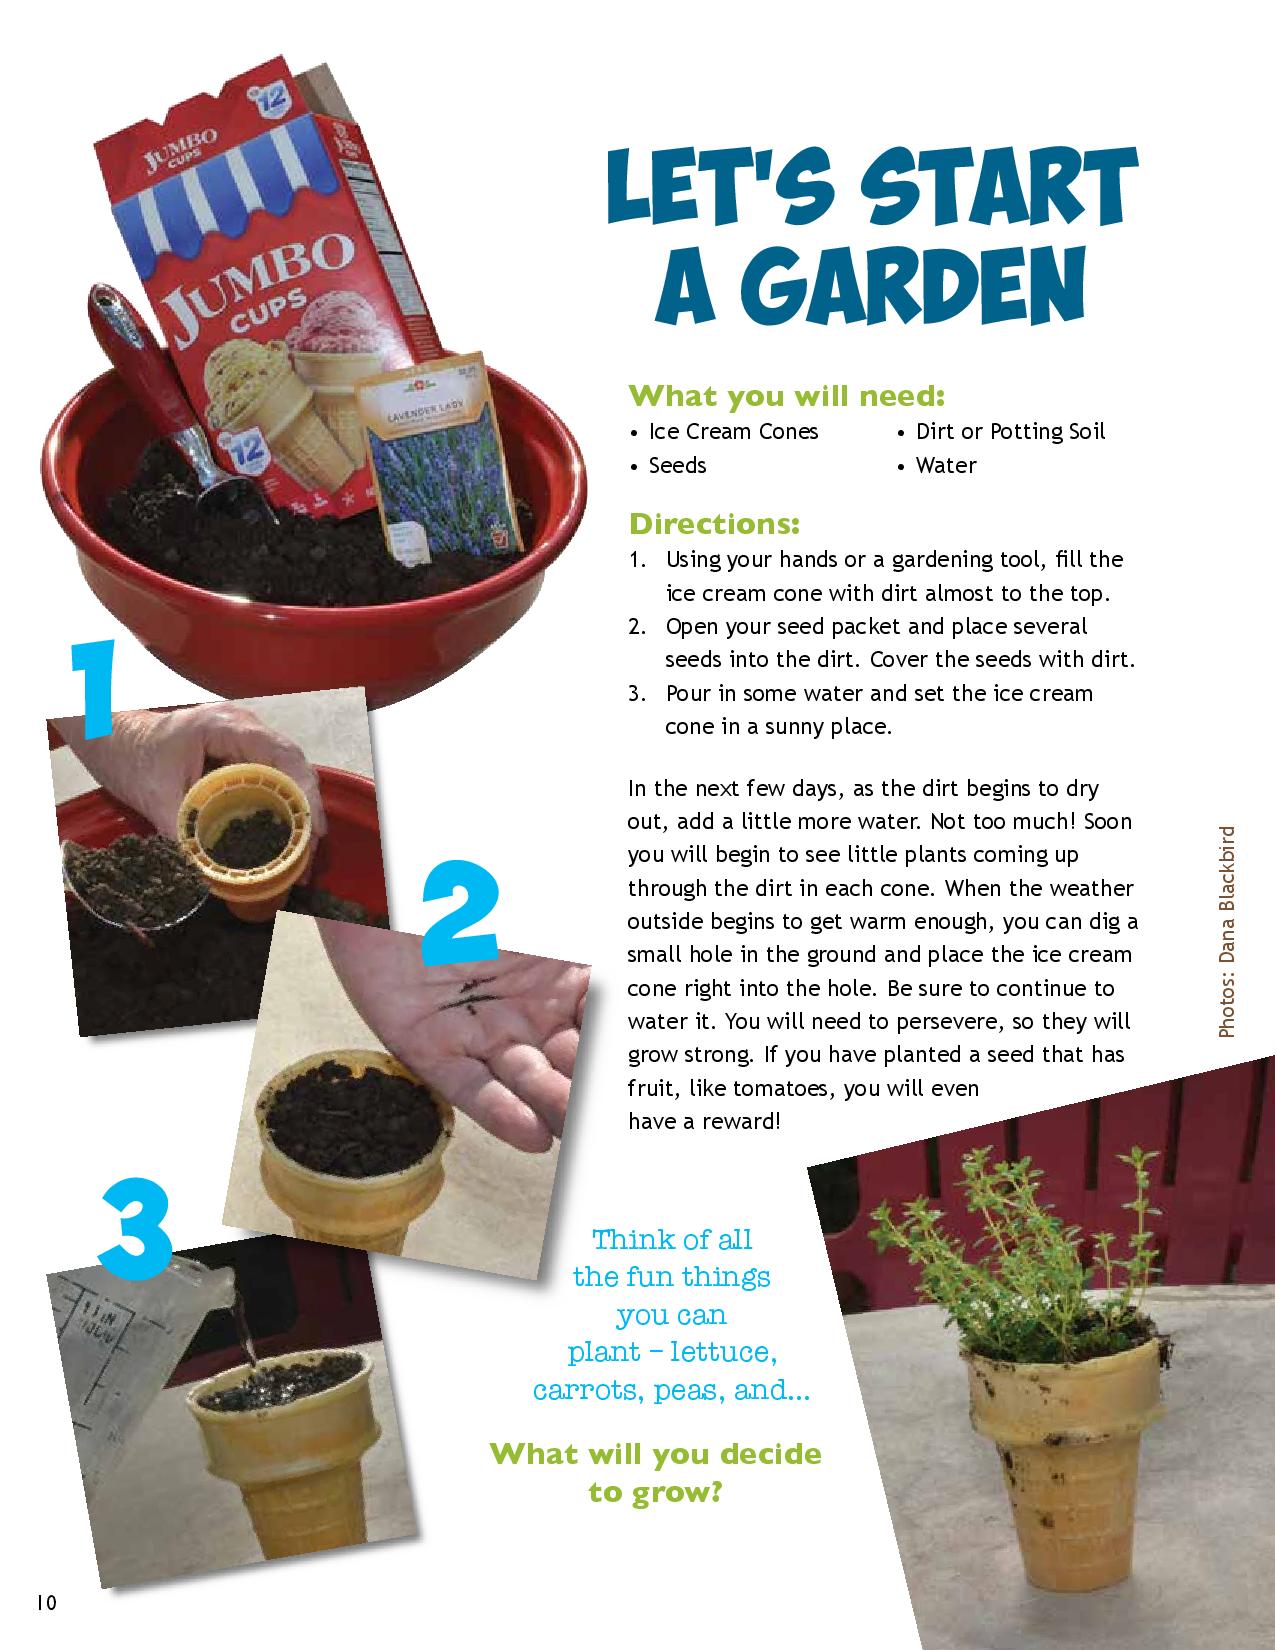 LET'S START
A GARDEN
What you will need:
• Ice Cream Cones
• Seeds
• Dirt or Potting Soil
• Water
Directions:
1. Using your hands or a gardening tool, fill the
ice cream cone with dirt almost to the top.
2. Open your seed packet and place several
seeds into the dirt. Cover the seeds with dirt.
3. Pour in some water and set the ice cream
cone in a sunny place.
In the next few days, as the dirt begins to dry
out, add a little more water. Not too much! Soon
you will begin to see little plants coming up
through the dirt in each cone. When the weather
outside begins to get warm enough, you can dig a
small hole in the ground and place the ice cream
cone right into the hole. Be sure to continue to
water it. You will need to persevere, so they will
grow strong. If you have planted a seed that has
fruit, like tomatoes, you will even
have a reward!
Think of all
the fun things
you can
plant – lettuce,
carrots, peas, and...
What will you decide
to grow?
Photos: Dana Blackbird
12
JUMBO
CUPS
JUMBO
CUPS
12
LAVENDER LADY
1
2
3
10